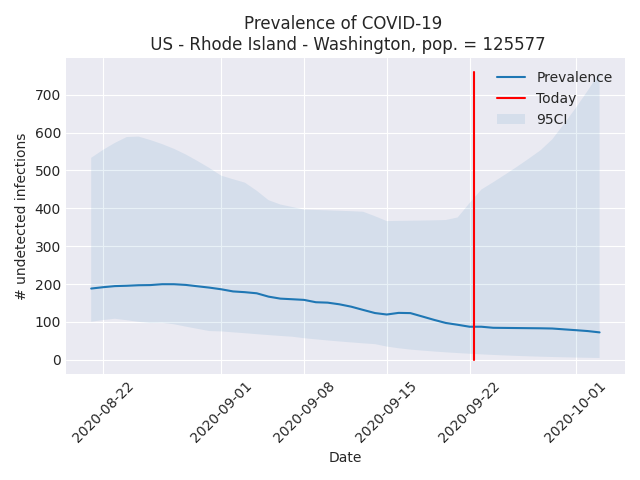 Prevalence of COVID-19
US - Rhode Island - Washington, pop. = 125577
Prevalence
Today
95CI
# undetected infections
700
600
500
400
300
200
100
0
2020-08-22
2020-09-01
2020-09-08
2020-09-15
2020-09-22
2020-10-01
Date